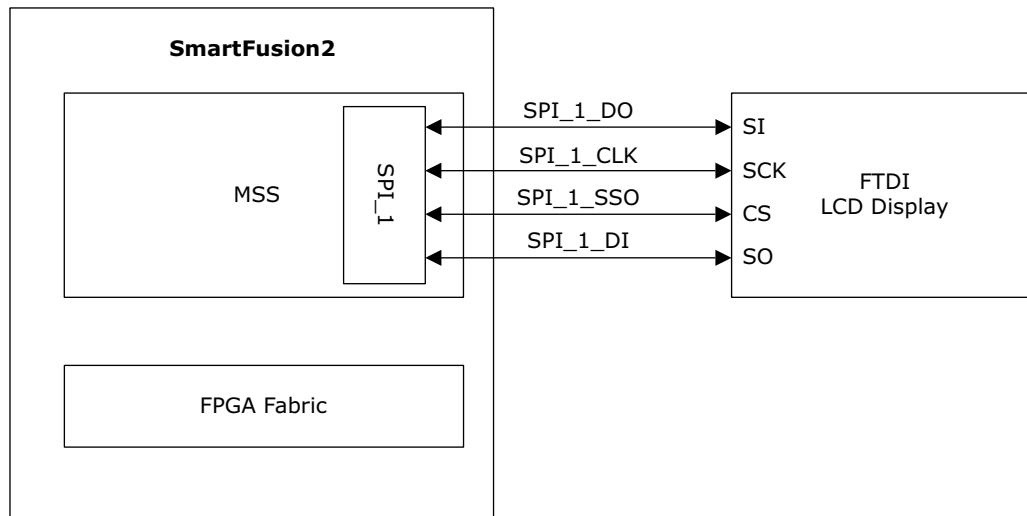 SmartFusion2
MSS
SPI_1
SPI_1_DO
SPI_1_CLK
SPI_1_SSO
SPI_1_DI
SI
SCK
CS
SO
FTDI
LCD Display
FPGA Fabric